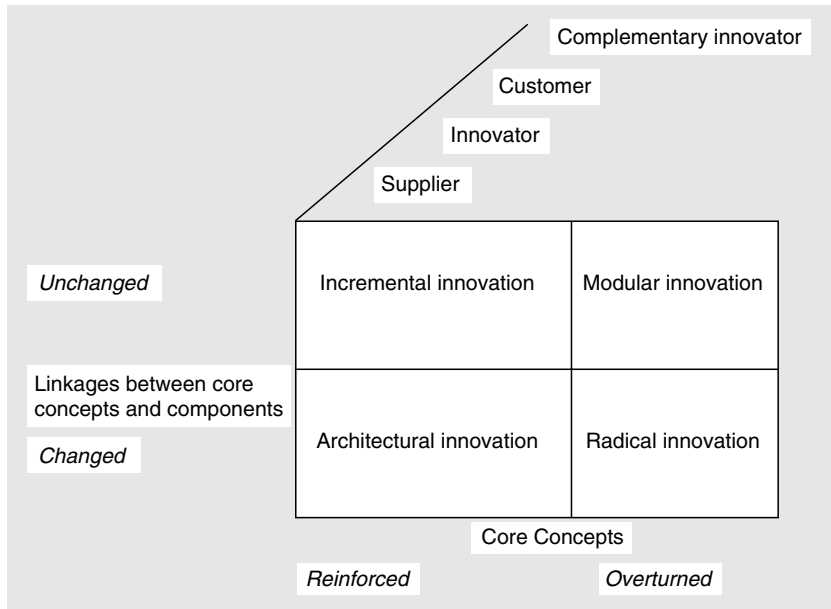 Complementary innovator
Customer
Innovator
Supplier
Unchanged
Incremental innovation
Modular innovation
Linkages between core
concepts and components
Changed
Architectural innovation
Radical innovation
Core Concepts
Reinforced
Overturned